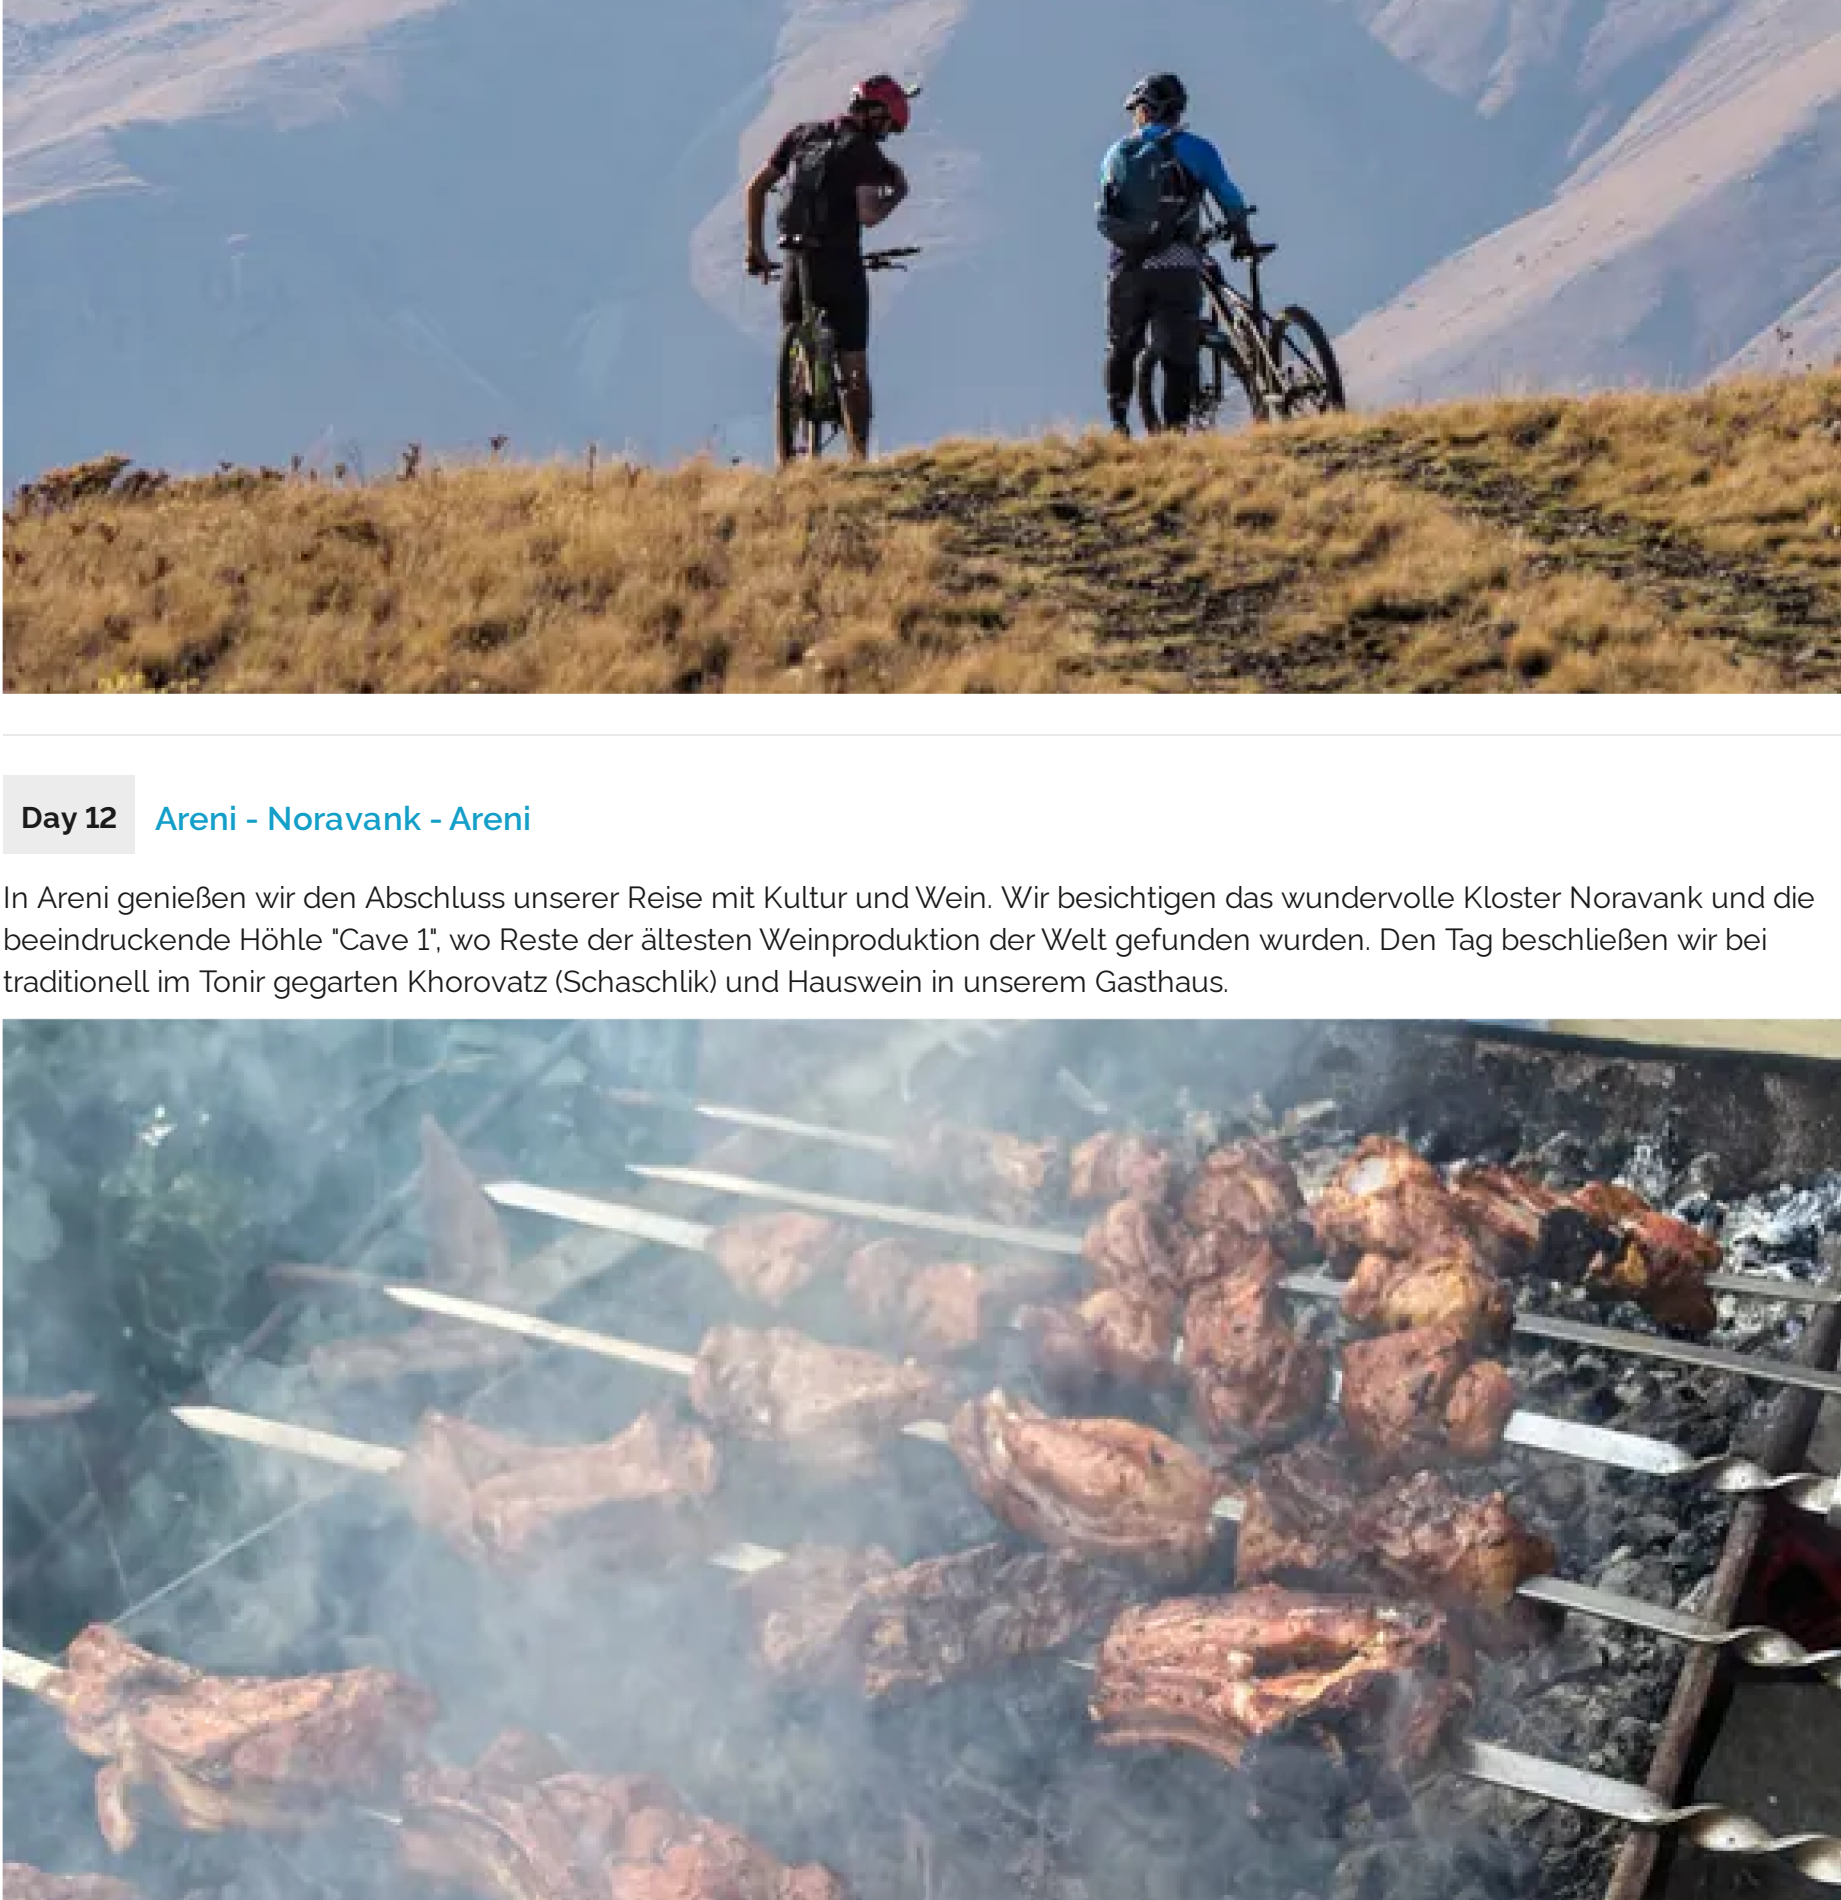 Day 12
Areni - Noravank - Areni
In Areni genießen wir den Abschluss unserer Reise mit Kultur und Wein. Wir besichtigen das wundervolle Kloster Noravank und die
beeindruckende Höhle "Cave 1", wo Reste der ältesten Weinproduktion der Welt gefunden wurden. Den Tag beschließen wir bei
traditionell im Tonir gegarten Khorovatz (Schaschlik) und Hauswein in unserem Gasthaus.